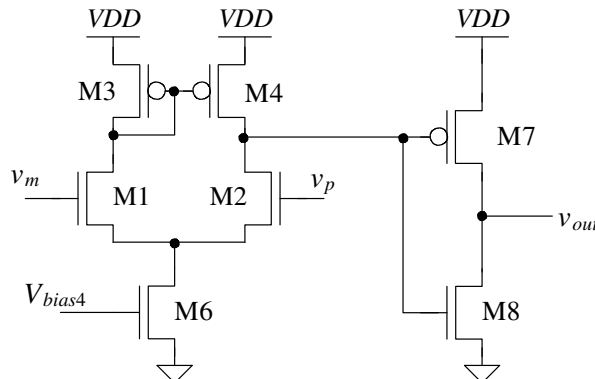 VDD VDD VDD
M3 M4
M7
v_m M1 M2 v_p
v_out
V_bias4
M6 M8